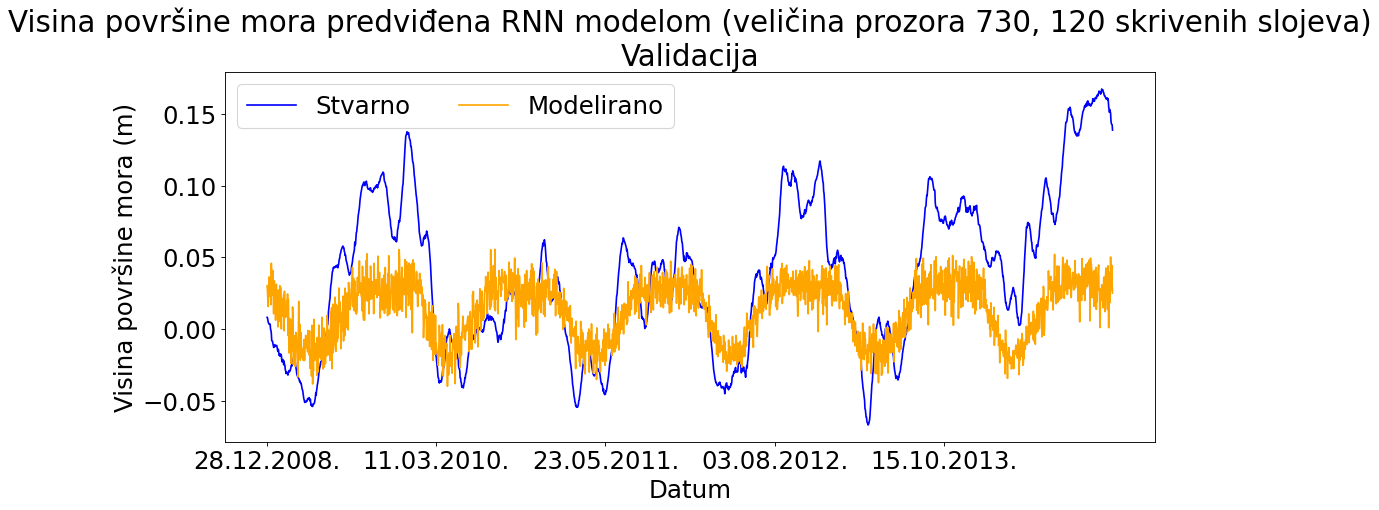 Visina površine mora predviđena RNN modelom (veličina prozora 730, 120 skrivenih slojeva)
Validacija
Stvarno
Modelirano
Visina površine mora (m)
0.15
0.10
0.05
0.00
−0.05
28.12.2008.
11.03.2010.
23.05.2011.
03.08.2012.
15.10.2013.
Datum